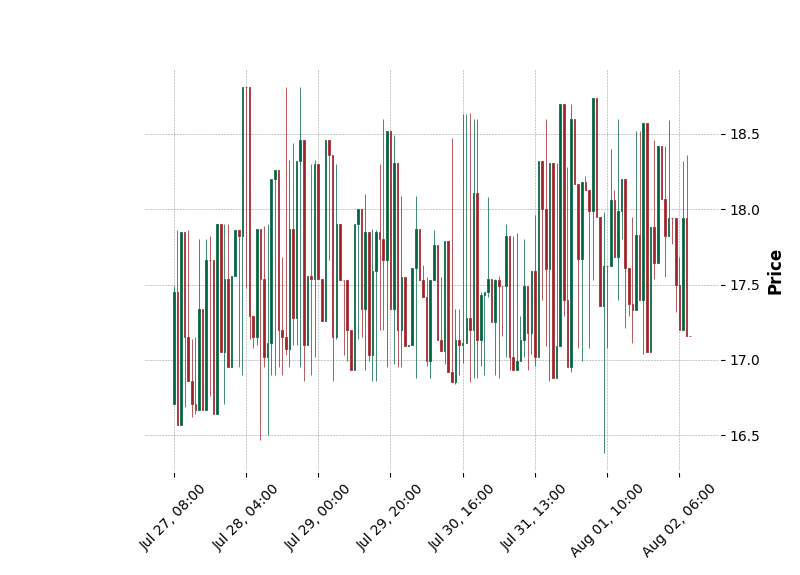 18.5
18.0
17.5
17.0
16.5
Price
Jul 27, 08:00
Jul 28, 04:00
Jul 29, 00:00
Jul 29, 20:00
Jul 30, 16:00
Jul 31, 13:00
Aug 01, 10:00
Aug 02, 06:00